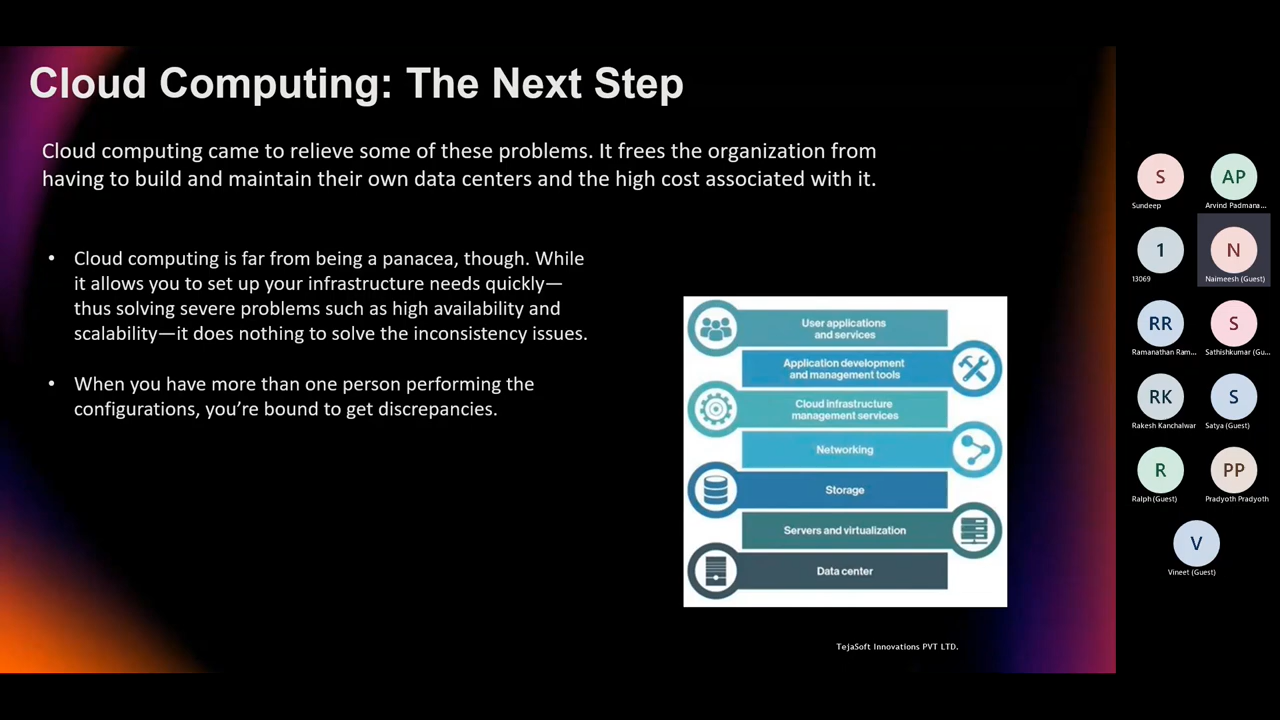 Cloud Computing: The Next Step
Cloud computing came to relieve some of these problems. It frees the organization from
having to build and maintain their own data centers and the high cost associated with it.
• Cloud computing is far from being a panacea, though. While
it allows you to set up your infrastructure needs quickly—
thus solving severe problems such as high availability and
scalability—it does nothing to solve the inconsistency issues.
• When you have more than one person performing the
configurations, you’re bound to get discrepancies.
User applications
and services
Application development
and management tools
Cloud infrastructure
management services
Networking
Storage
Servers and virtualization
Data center
TejaSoft Innovations PVT LTD.
S
Sundeep
AP
Arvind Padmana...
1
13069
N
Naimeesh (Guest)
RR
Ramanathan Ram...
S
Sathishkumar (Gu...
RK
Rakesh Kanchalwar
S
Satya (Guest)
R
Ralph (Guest)
PP
Pradyoth Pradyoth
V
Vineet (Guest)